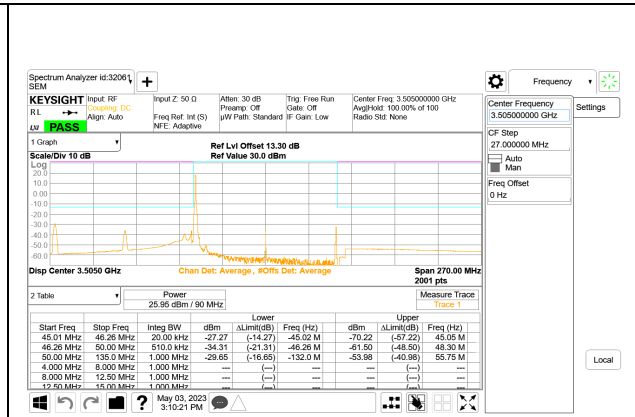 Spectrum Analyzer id:32061
SEM
Frequency
KEYSIGHT
R L
LW PASS
Input: RF
Coupling: DC
Align: Auto
Input Z: 50 Ω
Freq Ref: Int (S)
NFE: Adaptive
Atten: 30 dB
Preamp: Off
µW Path: Standard
Trig: Free Run
Gate: Off
IF Gain: Low
Center Freq: 3.505000000 GHz
Avg|Hold: 100.00% of 100
Radio Std: None
Center Frequency
3.505000000 GHz
Settings
CF Step
27.000000 MHz
Auto
Man
Freq Offset
0 Hz
Local
1 Graph
Scale/Div 10 dB
Ref Lvl Offset 13.30 dB
Ref Value 30.0 dBm
Log
20.0
10.0
0.00
-10.0
-20.0
-30.0
-40.0
-50.0
-60.0
Disp Center 3.5050 GHz
Chan Det: Average, #Offs Det: Average
Span 270.00 MHz
2001 pts
2 Table
Power
25.95 dBm / 90 MHz
Measure Trace
Trace 1
Lower Upper
Start Freq Stop Freq Integ BW dBm ΔLimit(dB) Freq (Hz) dBm ΔLimit(dB) Freq (Hz)
45.01 MHz 46.26 MHz 20.00 kHz -27.27 (-14.27) -45.02 M -70.22 (-57.22) 45.05 M
46.26 MHz 50.00 MHz 510.0 kHz -34.31 (-21.31) -46.26 M -61.50 (-48.50) 48.30 M
50.00 MHz 135.0 MHz 1.000 MHz -29.65 (-16.65) -132.0 M -53.98 (-40.98) 55.75 M
4.000 MHz 8.000 MHz 1.000 MHz --- (---) --- --- (---) ---
8.000 MHz 12.50 MHz 1.000 MHz --- (---) --- --- (---) ---
12.50 MHz 15.00 MHz 1.000 MHz --- (---) --- --- (---) ---
May 03, 2023
3:10:21 PM